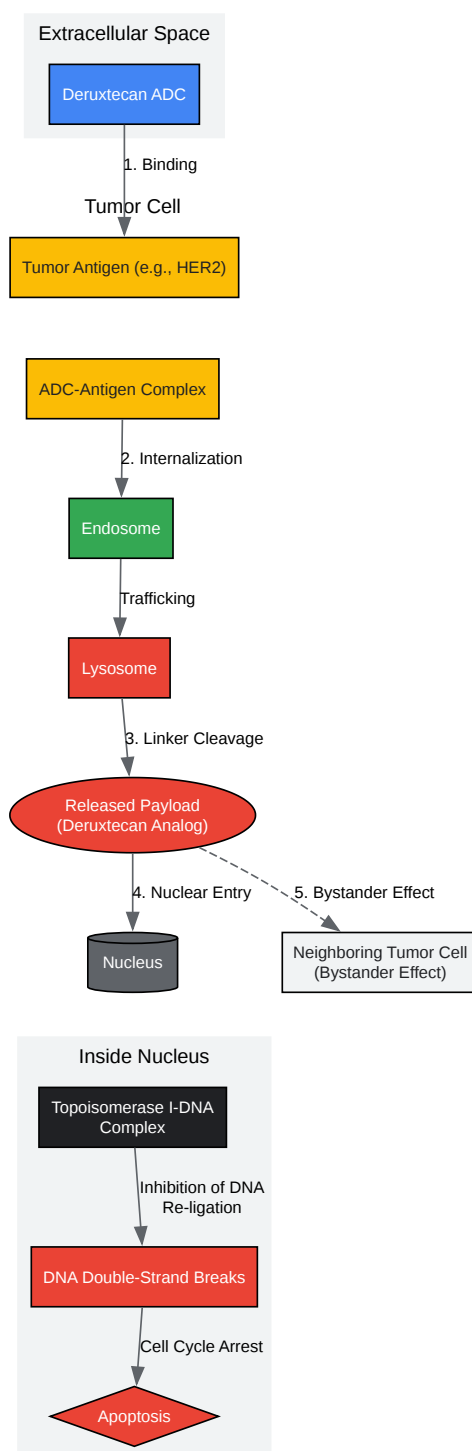 Extracellular Space
Deruxtecan ADC
1. Binding
Tumor Cell
Tumor Antigen (e.g., HER2)
ADC-Antigen Complex
2. Internalization
Endosome
Trafficking
Lysosome
3. Linker Cleavage
Released Payload
(Deruxtecan Analog)
4. Nuclear Entry
5. Bystander Effect
Nucleus
Neighboring Tumor Cell
(Bystander Effect)
Inside Nucleus
Topoisomerase I-DNA
Complex
Inhibition of DNA
Re-ligation
DNA Double-Strand Breaks
Cell Cycle Arrest
Apoptosis